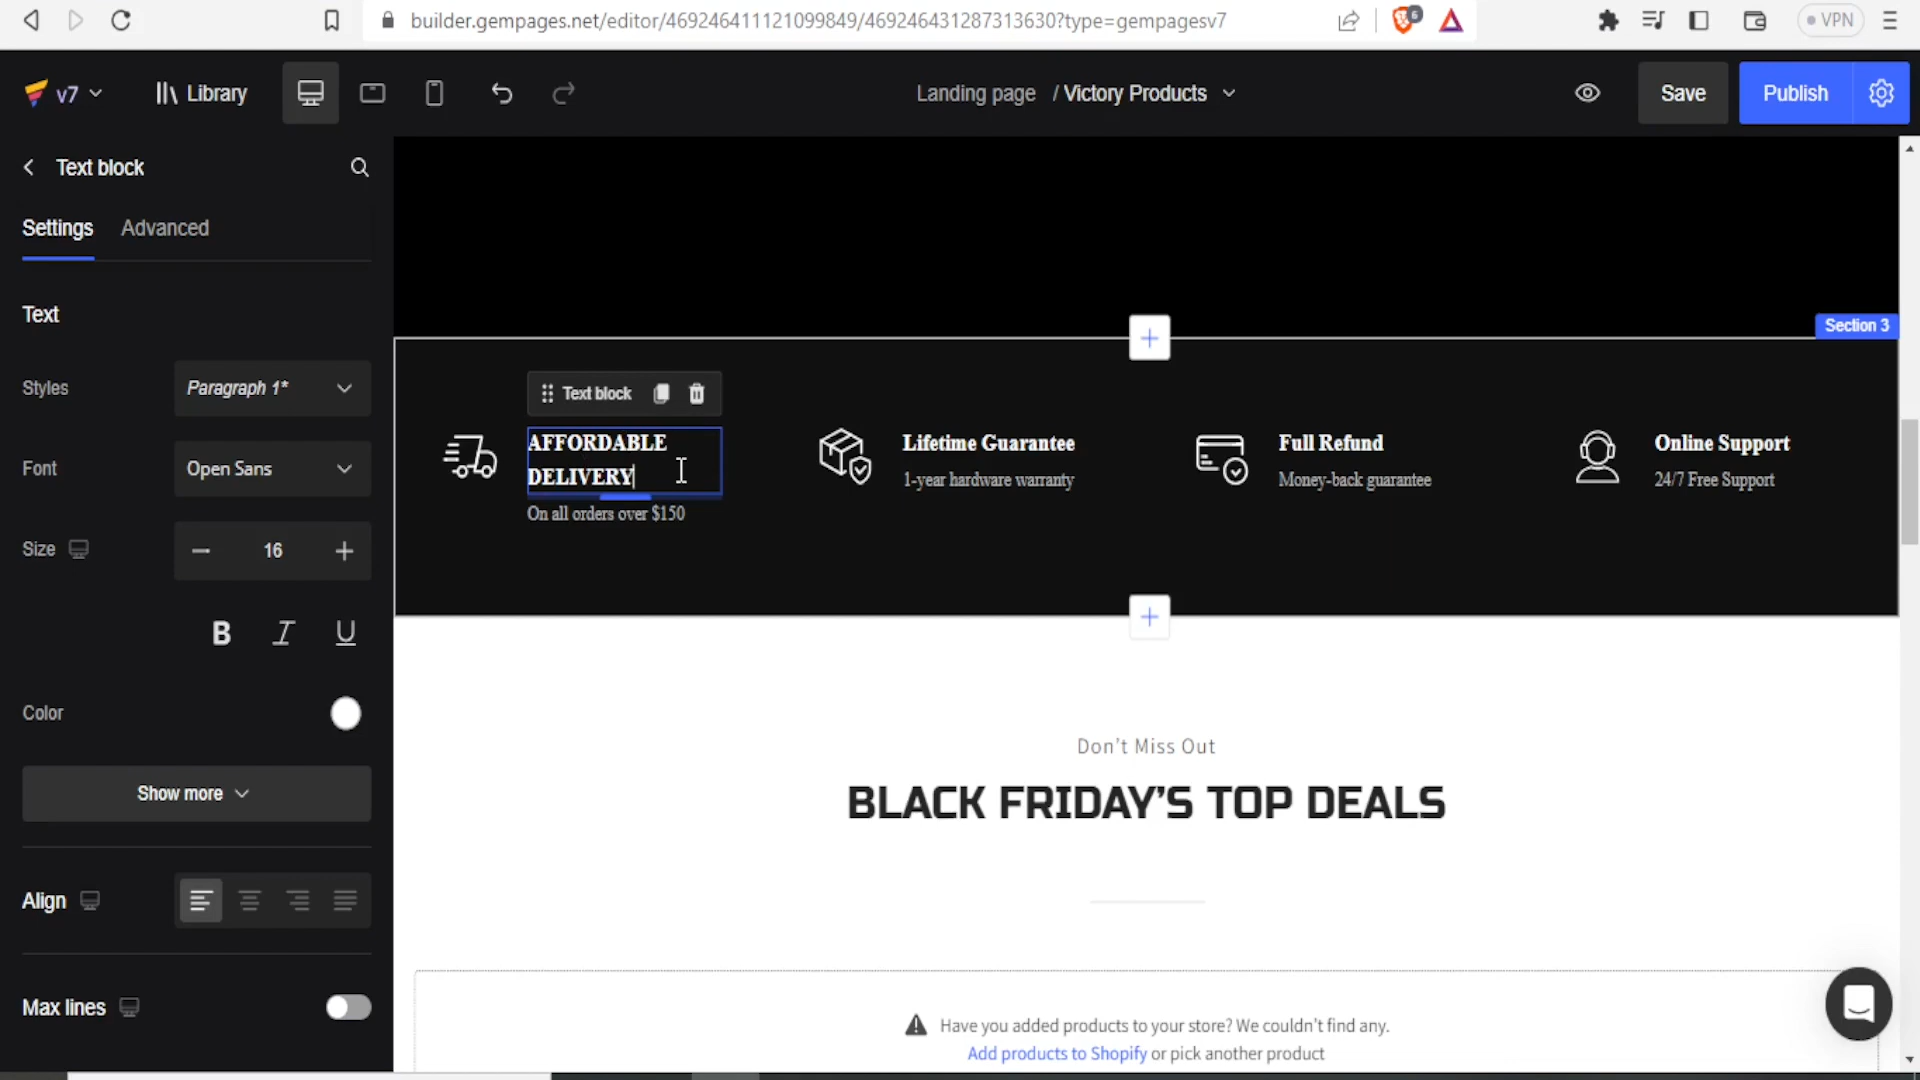 builder.gempages.net/editor/469246411121099849/469246431287313630?type=gempagesv7
6
VPN
v7
Library
Landing page / Victory Products
Save
Publish
Text block
Settings
Advanced
Text
Styles
Paragraph 1*
Font
Open Sans
Size
16
B I U
Color
Show more
Align
Max lines
Section 3
Text block
AFFORDABLE
DELIVERY
On all orders over $150
Lifetime Guarantee
1-year hardware warranty
Full Refund
Money-back guarantee
Online Support
24/7 Free Support
Don't Miss Out
BLACK FRIDAY'S TOP DEALS
Have you added products to your store? We couldn't find any.
Add products to Shopify or pick another product